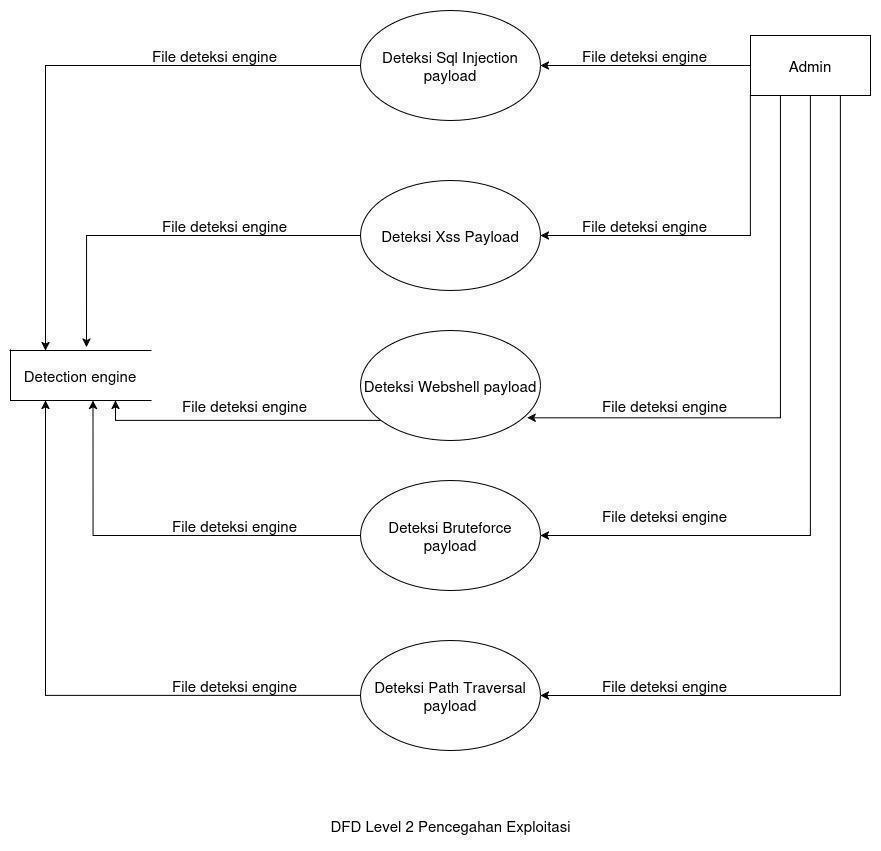 File deteksi engine
Deteksi Sql Injection
payload
File deteksi engine
Admin
File deteksi engine
Deteksi Xss Payload
File deteksi engine
Detection engine
Deteksi Webshell payload
File deteksi engine
File deteksi engine
File deteksi engine
Deteksi Bruteforce
payload
File deteksi engine
File deteksi engine
Deteksi Path Traversal
payload
File deteksi engine
DFD Level 2 Pencegahan Exploitasi